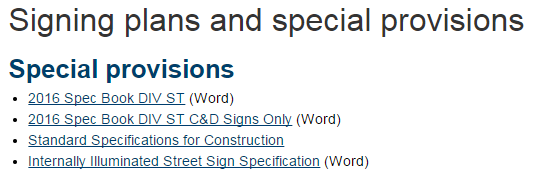 Signing plans and special provisions
Special provisions
2016 Spec Book DIV ST (Word)
2016 Spec Book DIV ST C&D Signs Only (Word)
Standard Specifications for Construction
Internally Illuminated Street Sign Specification (Word)